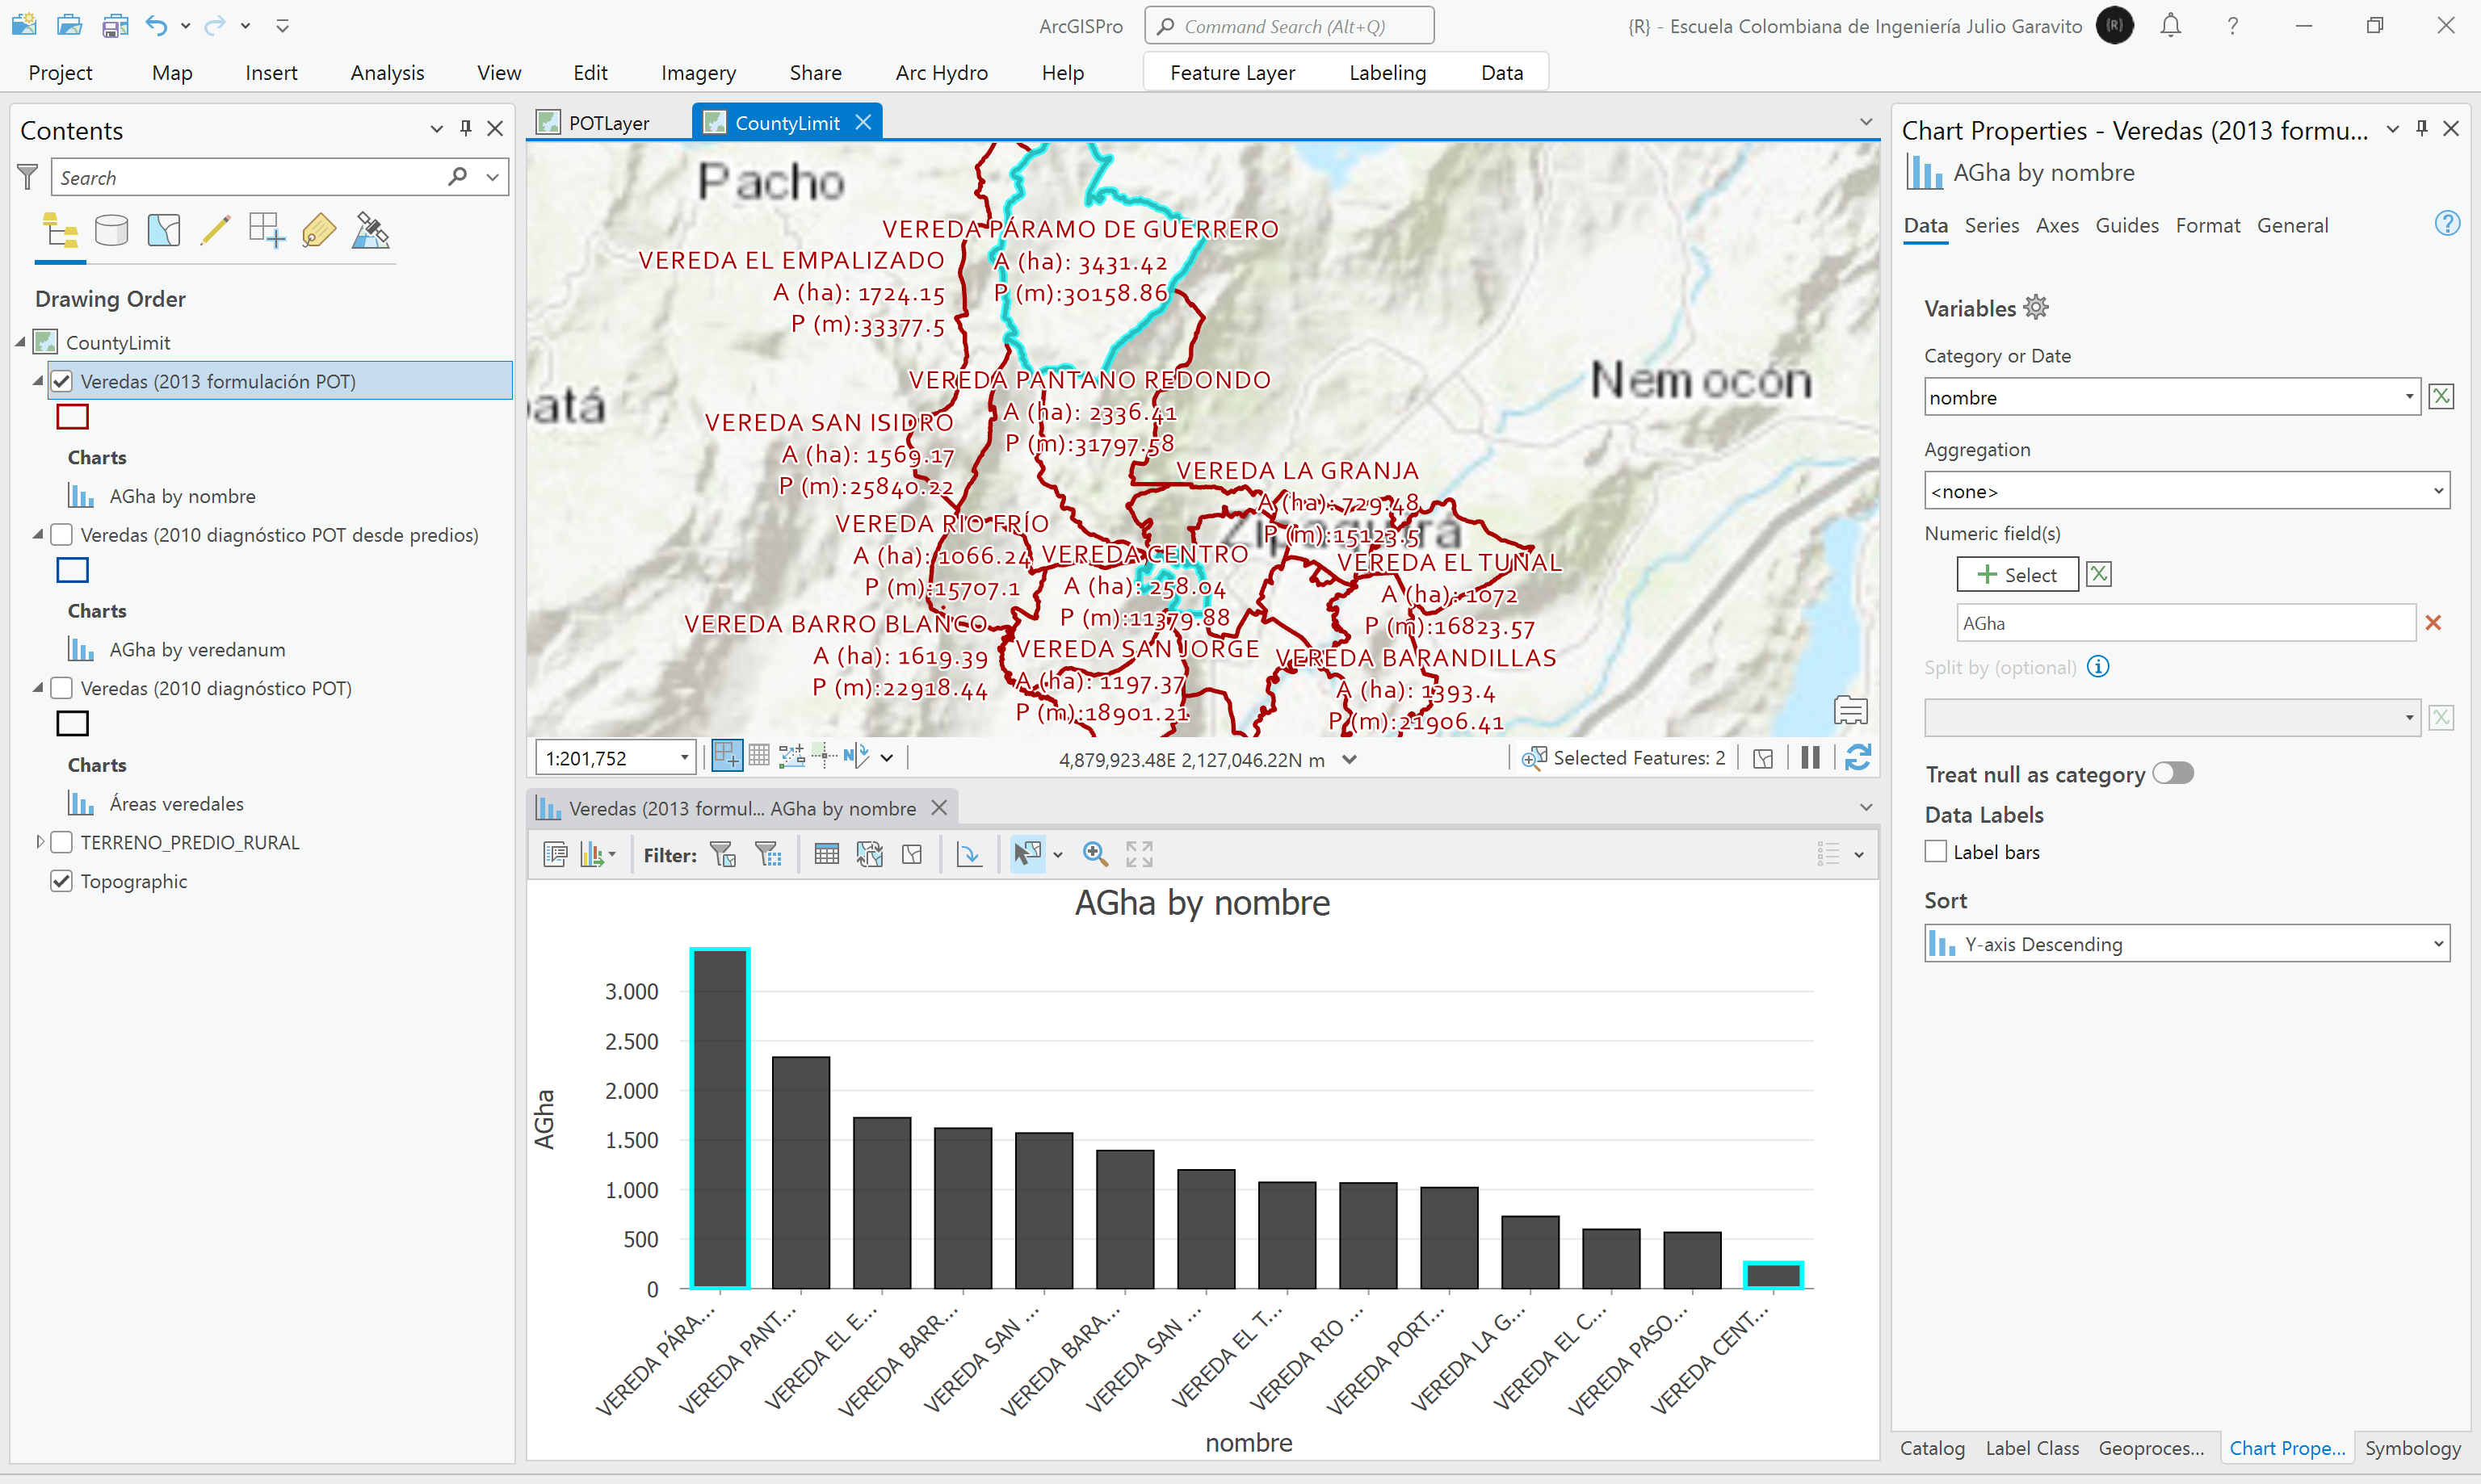 ArcGISPro
Command Search (Alt+Q)
{R} - Escuela Colombiana de Ingeniería Julio Garavito
{R}
Project
Map
Insert
Analysis
View
Edit
Imagery
Share
Arc Hydro
Help
Feature Layer
Labeling
Data
Contents
Search
Drawing Order
CountyLimit
Veredas (2013 formulación POT)
Charts
AGha by nombre
Veredas (2010 diagnóstico POT desde predios)
Charts
AGha by veredanum
Veredas (2010 diagnóstico POT)
Charts
Áreas veredales
TERRENO_PREDIO_RURAL
Topographic
POTLayer
CountyLimit
Pacho
VEREDA PÁRAMO DE GUERRERO
A (ha): 3431.42
P (m):30158.86
VEREDA EL EMPALIZADO
A (ha): 1724.15
P (m):33377.5
Nemocón
atá
VEREDA PANTANO REDONDO
A (ha): 2336.41
P (m):31797.58
VEREDA SAN ISIDRO
A (ha): 1569.17
P (m):25840.22
VEREDA LA GRANJA
A (ha): 729.48
P (m):15123.5
Zipaquirá
VEREDA RIO FRÍO
A (ha): 1066.24
P (m):15707.1
VEREDA CENTRO
A (ha): 258.04
P (m):11379.88
VEREDA EL TUNAL
A (ha): 1072
P (m):16823.57
VEREDA BARRO BLANCO
A (ha): 1619.39
P (m):22918.44
VEREDA SAN JORGE
A (ha): 1197.37
P (m):18901.21
VEREDA BARANDILLAS
A (ha): 1393.4
P (m):21906.41
1:201,752
4,879,923.48E 2,127,046.22N m
Selected Features: 2
Veredas (2013 formul... AGha by nombre
Filter:
AGha by nombre
AGha
3.000
2.500
2.000
1.500
1.000
500
0
VEREDA PÁRA...
VEREDA PANT...
VEREDA EL E...
VEREDA BARR...
VEREDA SAN ...
VEREDA BARA...
VEREDA SAN ...
VEREDA EL T...
VEREDA RIO ...
VEREDA PORT...
VEREDA LA G...
VEREDA EL C...
VEREDA PASO...
VEREDA CENT...
nombre
Chart Properties - Veredas (2013 formu...
AGha by nombre
Data
Series
Axes
Guides
Format
General
Variables
Category or Date
nombre
Aggregation
<none>
Numeric field(s)
Select
AGha
Split by (optional)
Treat null as category
Data Labels
Label bars
Sort
Y-axis Descending
Catalog
Label Class
Geoproces...
Chart Prope...
Symbology